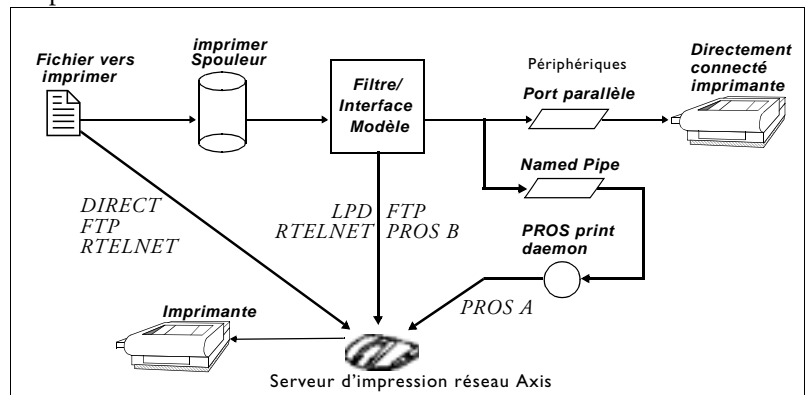 Fichier vers
imprimer
imprimer
Spouleur
Filtre/
Interface
Modèle
Périphériques
Port parallèle
Directement
connecté
imprimante
Named Pipe
PROS print
daemon
DIRECT
FTP
RTELNET
LPD FTP
RTELNET PROS B
PROS A
Imprimante
Serveur d'impression réseau Axis